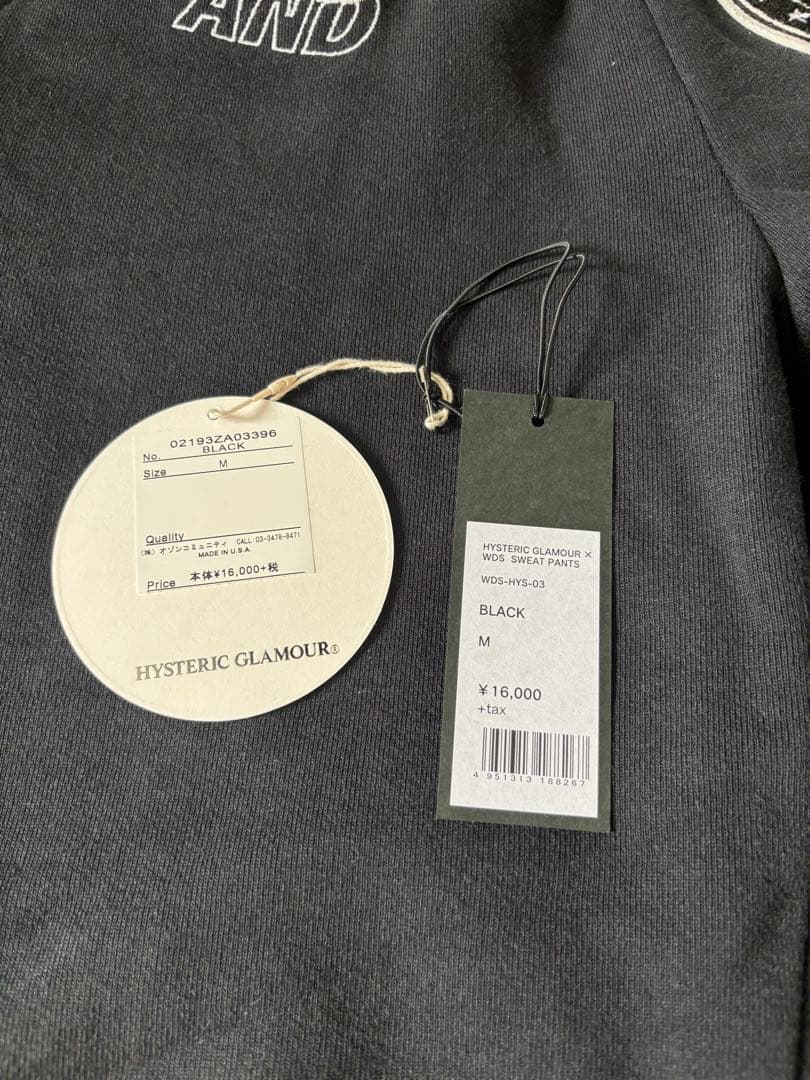 AND
No. 02193ZA03396
BLACK
Size M
Quality
(株) オゾンコミュニティ CALL:03-3478-8471
MADE IN U.S.A.
Price 本体¥16,000+税
HYSTERIC GLAMOUR®
HYSTERIC GLAMOUR ×
WDS SWEAT PANTS
WDS-HYS-03
BLACK
M
¥16,000
+tax
4 951313 188267